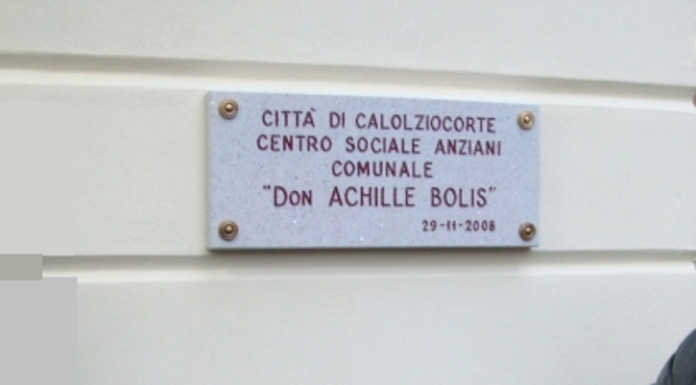 CITTÀ DI CALOLZIOCORTE
CENTRO SOCIALE ANZIANI
COMUNALE
"DON ACHILLE BOLIS"
29-11-2008